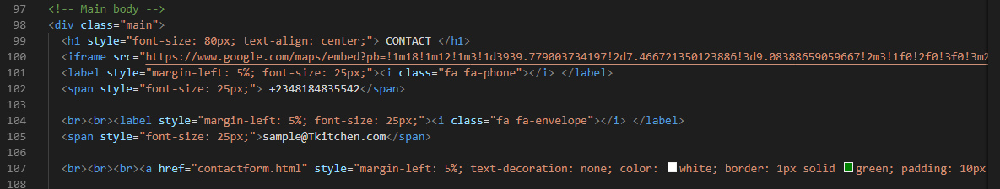 97 <!-- Main body -->
98 <div class="main">
99 <h1 style="font-size: 80px; text-align: center;"> CONTACT </h1>
100 <iframe src="https://www.google.com/maps/embed?pb=!1m18!1m12!1m3!1d3939.779003734197!2d7.466721350123886!3d9.08388659059667!2m3!1f0!2f0!3f0!3m2
101 <label style="margin-left: 5%; font-size: 25px;"><i class="fa fa-phone"></i> </label>
102 <span style="font-size: 25px;"> +2348184835542</span>
103
104 <br><br><label style="margin-left: 5%; font-size: 25px;"><i class="fa fa-envelope"></i> </label>
105 <span style="font-size: 25px;">sample@Tkitchen.com</span>
106
107 <br><br><br><a href="contactform.html" style="margin-left: 5%; text-decoration: none; color: white; border: 1px solid green; padding: 10px
108